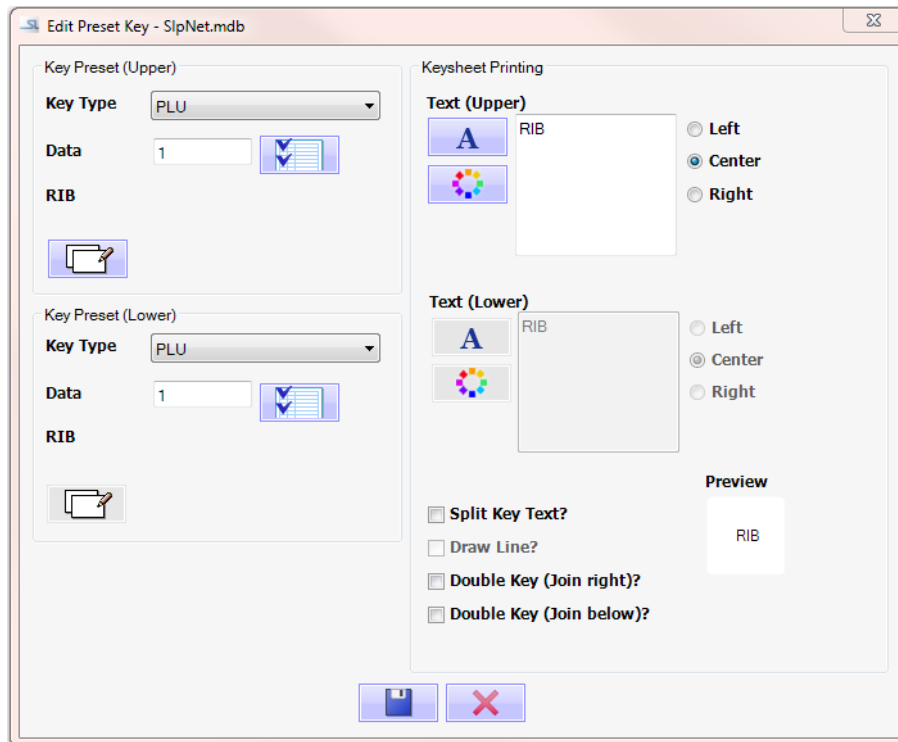 SL Edit Preset Key - SlpNet.mdb
Key Preset (Upper)
Key Type PLU
Data 1
RIB
Key Preset (Lower)
Key Type PLU
Data 1
RIB
Keysheet Printing
Text (Upper)
A RIB
Left
Center
Right
Text (Lower)
A RIB
Left
Center
Right
Preview
RIB
Split Key Text?
Draw Line?
Double Key (Join right)?
Double Key (Join below)?